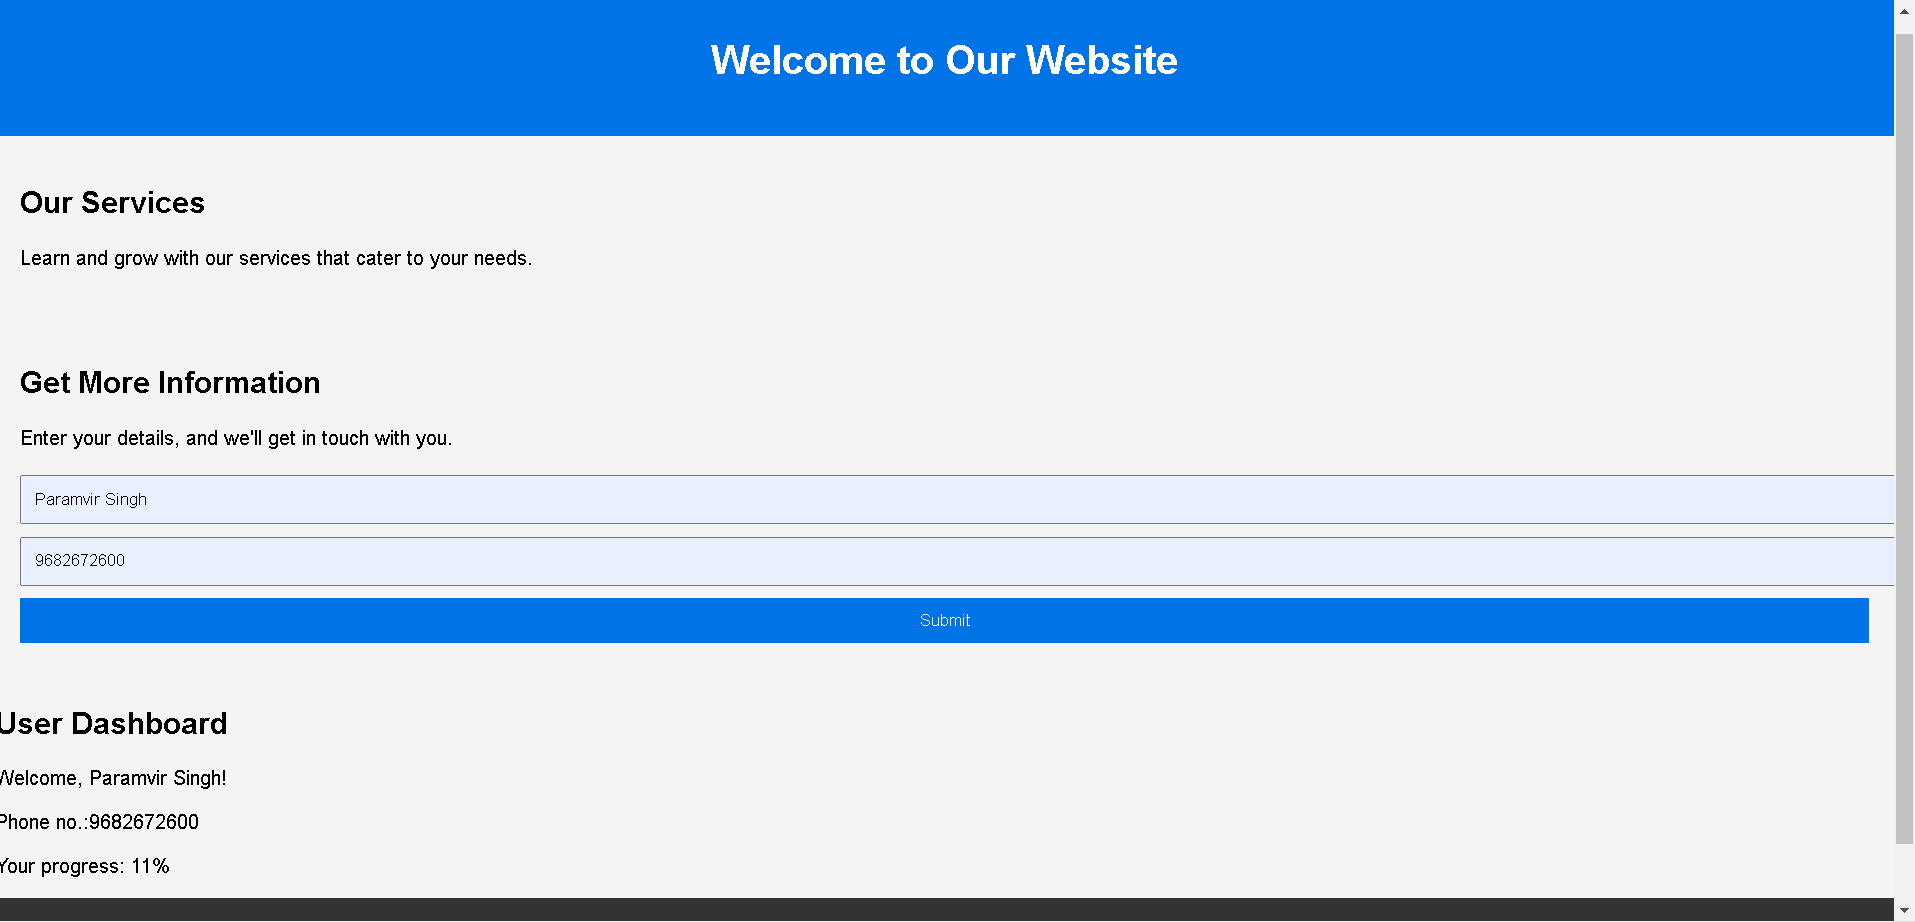 Welcome to Our Website
Our Services
Learn and grow with our services that cater to your needs.
Get More Information
Enter your details, and we'll get in touch with you.
Paramvir Singh
9682672600
Submit
User Dashboard
Welcome, Paramvir Singh!
Phone no.:9682672600
Your progress: 11%